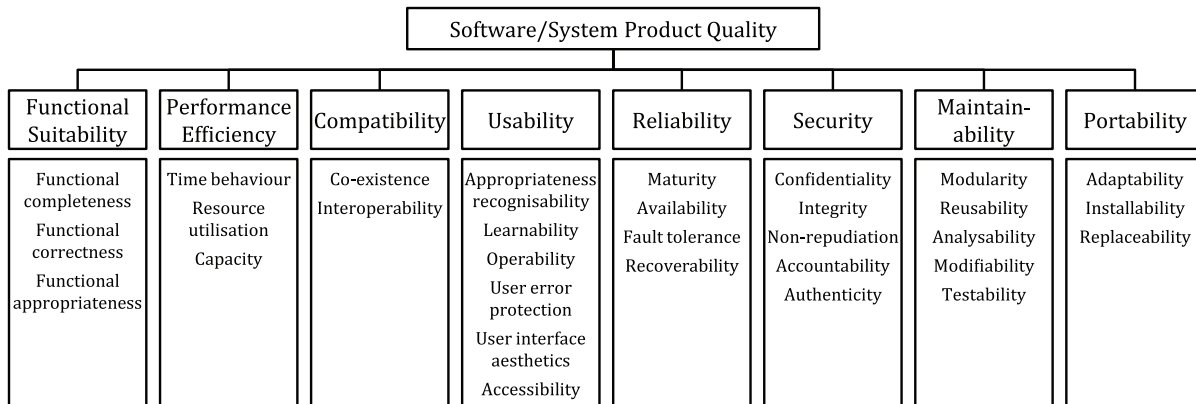 Software/System Product Quality
Functional
Suitability
Performance
Efficiency
Compatibility
Usability
Reliability
Security
Maintain-
ability
Portability
Functional
completeness
Functional
correctness
Functional
appropriateness
Time behaviour
Resource
utilisation
Capacity
Co-existence
Interoperability
Appropriateness
recognisability
Learnability
Operability
User error
protection
User interface
aesthetics
Accessibility
Maturity
Availability
Fault tolerance
Recoverability
Confidentiality
Integrity
Non-repudiation
Accountability
Authenticity
Modularity
Reusability
Analysability
Modifiability
Testability
Adaptability
Installability
Replaceability